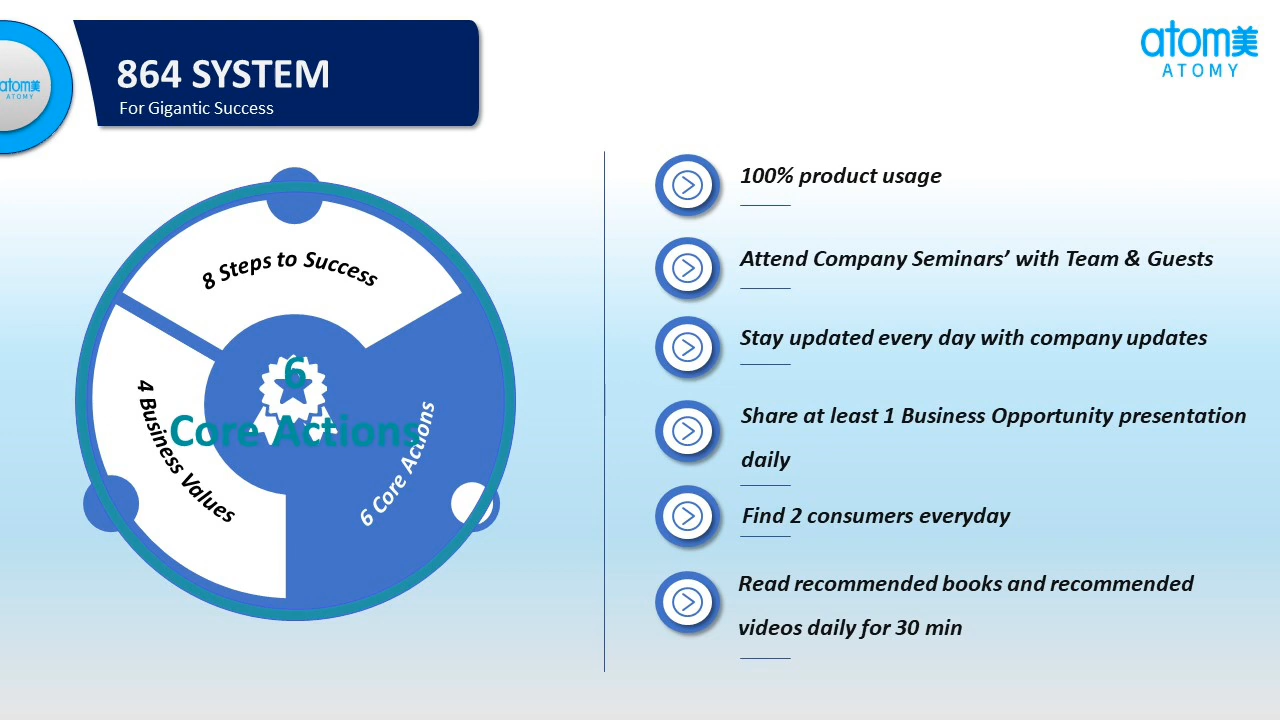 atom美
ATOMY
864 SYSTEM
For Gigantic Success
atom美
ATOMY
8 Steps to Success
4 Business Values
6 Core Actions
6
Core Actions
100% product usage
Attend Company Seminars’ with Team & Guests
Stay updated every day with company updates
Share at least 1 Business Opportunity presentation
daily
Find 2 consumers everyday
Read recommended books and recommended
videos daily for 30 min